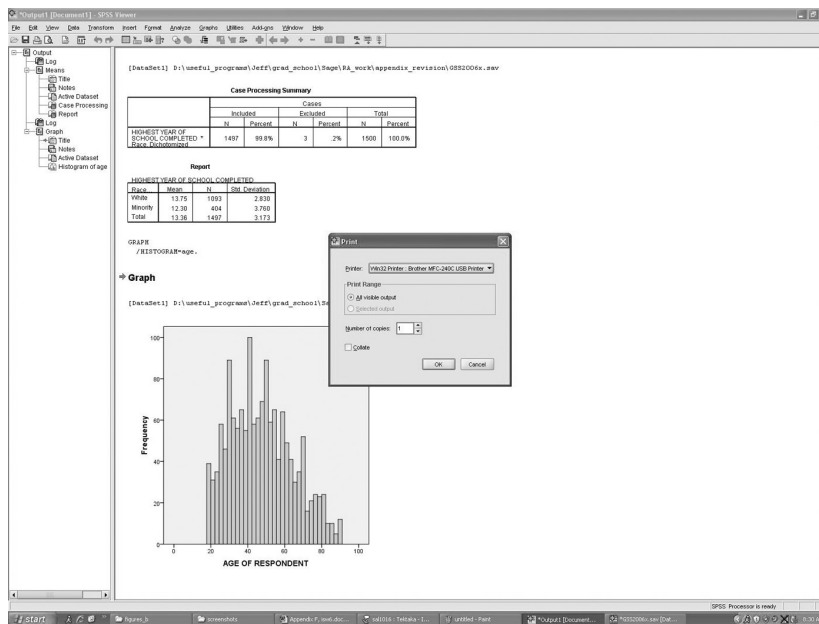 *Output1 [Document1] - SPSS Viewer
File Edit View Data Transform Insert Format Analyze Graphs Utilities Add-ons Window Help
Output
Log
Means
Title
Notes
Active Dataset
Case Processing
Report
Log
Graph
Title
Notes
Active Dataset
Histogram of age
[DataSet1] D:\useful_programs\Jeff\grad_school\Sage\RA_work\appendix_revision\GSS2006x.sav
Case Processing Summary
Cases
Included Excluded Total
N Percent N Percent N Percent
HIGHEST YEAR OF
SCHOOL COMPLETED *
Race, Dichotomized
1497 99.8% 3 .2% 1500 100.0%
Report
HIGHEST YEAR OF SCHOOL COMPLETED
Race... Mean N Std. Deviation
White 13.75 1093 2.830
Minority 12.30 404 3.760
Total 13.36 1497 3.173
GRAPH
/HISTOGRAM=age.
Graph
[DataSet1] D:\useful_programs\Jeff\grad_school\Sa
Print
Printer: Win32 Printer : Brother MFC-240C USB Printer
Print Range
All visible output
Selected output
Number of copies: 1
Collate
OK Cancel
Frequency
100
80
60
40
20
0
0 20 40 60 80 100
AGE OF RESPONDENT
SPSS Processor is ready
start
figures_b
screenshots
untitled - Paint
*Output1 [Document...
*GSS2006x.sav [Dat...
8:30 A